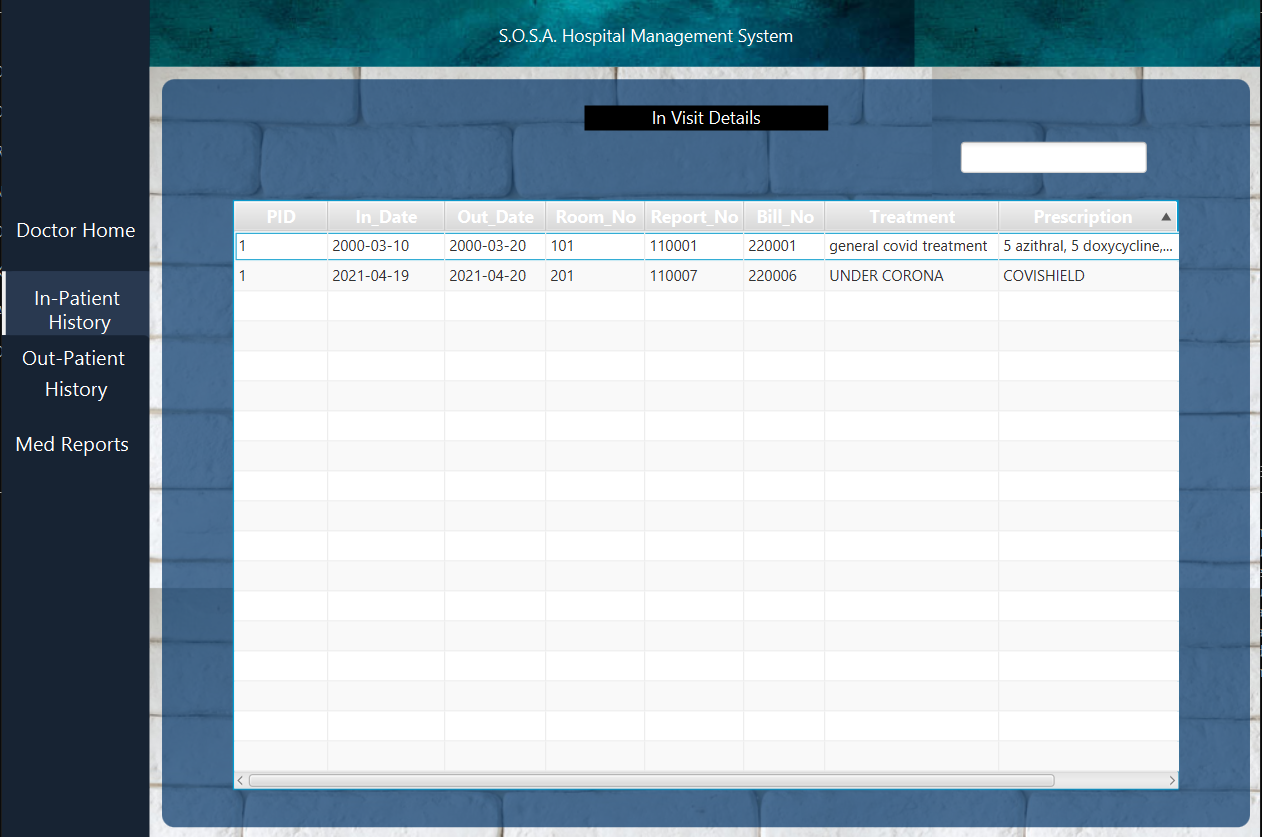 S.O.S.A. Hospital Management System
In Visit Details
Doctor Home
In-Patient
History
Out-Patient
History
Med Reports
PID In_Date Out_Date Room_No Report_No Bill_No Treatment Prescription
1 2000-03-10 2000-03-20 101 110001 220001 general covid treatment 5 azithral, 5 doxycycline,...
1 2021-04-19 2021-04-20 201 110007 220006 UNDER CORONA COVISHIELD